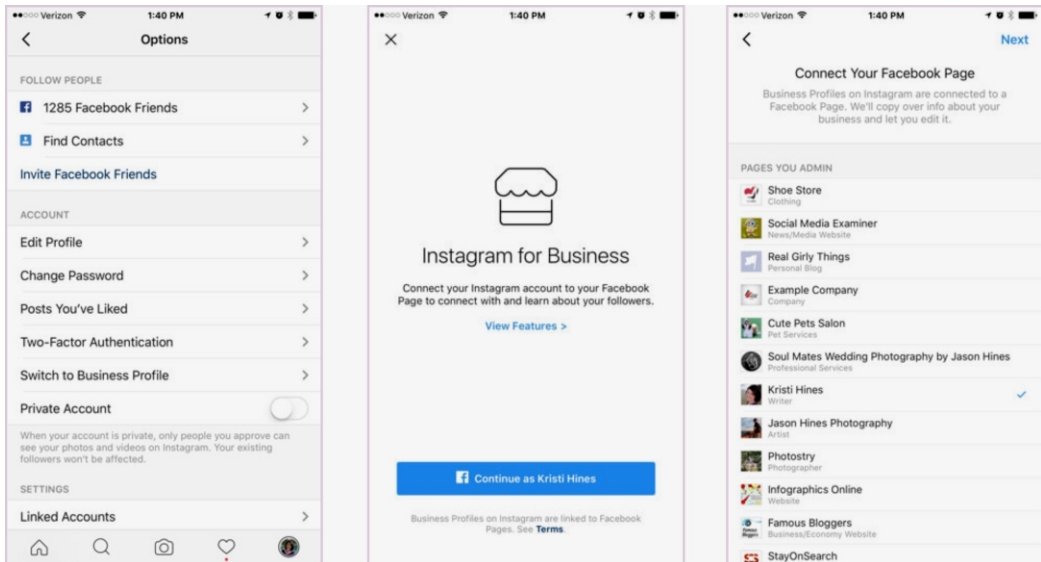 Verizon
1:40 PM
Options
FOLLOW PEOPLE
1285 Facebook Friends
Find Contacts
Invite Facebook Friends
ACCOUNT
Edit Profile
Change Password
Posts You've Liked
Two-Factor Authentication
Switch to Business Profile
Private Account
When your account is private, only people you approve can
see your photos and videos on Instagram. Your existing
followers won't be affected.
SETTINGS
Linked Accounts
Verizon
1:40 PM
Instagram for Business
Connect your Instagram account to your Facebook
Page to connect with and learn about your followers.
View Features >
Continue as Kristi Hines
Business Profiles on Instagram are linked to Facebook
Pages. See Terms.
Verizon
1:40 PM
Next
Connect Your Facebook Page
Business Profiles on Instagram are connected to a
Facebook Page. We'll copy over info about your
business and let you edit it.
PAGES YOU ADMIN
Shoe Store
Clothing
Social Media Examiner
News/Media Website
Real Girly Things
Personal Blog
Example Company
Company
Cute Pets Salon
Pet Services
Soul Mates Wedding Photography by Jason Hines
Professional Services
Kristi Hines
Writer
Jason Hines Photography
Artist
Photostry
Photographer
Infographics Online
Website
Famous Bloggers
Business/Economy Website
StayOnSearch